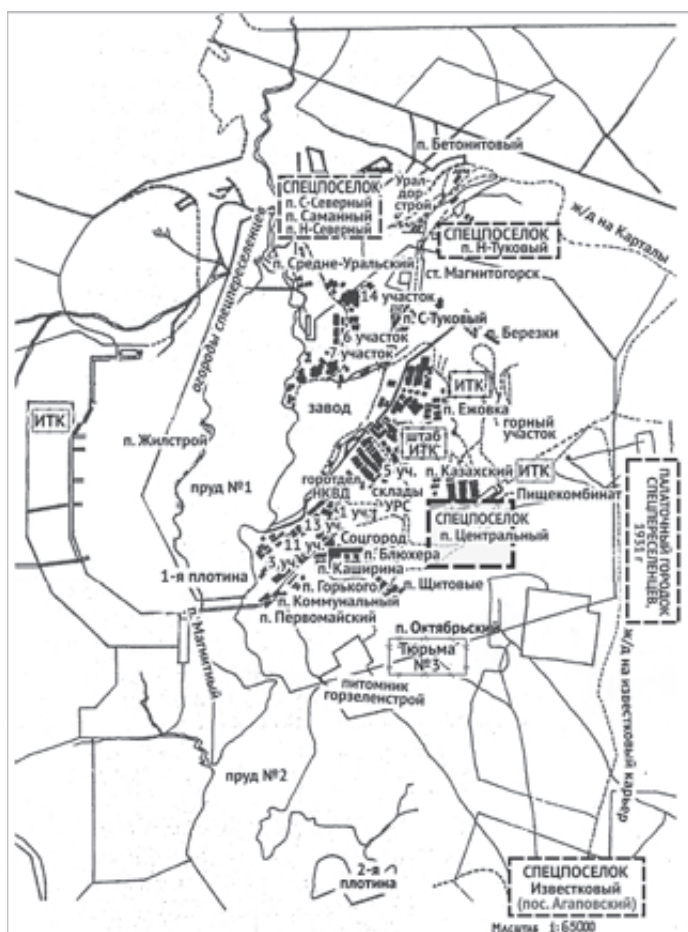 п. Бетонитовый
Урал-
дор
строй
СПЕЦПОСЕЛОК
п. С-Северный
п. Саманный
п. Н-Северный
СПЕЦПОСЕЛОК
п. Н-Туковый
ж/д на Карталы
п. Средне-Уральский
ст. Магнитогорск
огороды спецпереселенцев
14 участок
п. С-Туковый
6 участок
7 участок
п. Березки
ИТК
завод
ИТК
п. Ежовка
горный
участок
п. Жилстрой
штаб
ИТК
5 уч.
п. Казахский
ИТК
пруд №1
горотдел
НКВД
склады
УРС
Пищекомбинат
ПАЛАТОЧНЫЙ ГОРОДОК
СПЕЦПЕРЕСЕЛЕНЦЕВ,
1931 г
1 уч.
13 уч.
11 уч.
3 уч.
СПЕЦПОСЕЛОК
п. Центральный
Соцгород
п. Блюхера
п. Каширина
1-я плотина
п. Горького
п. Щитовые
п. Коммунальный
п. Первомайский
п. Магнитный
п. Октябрьский
Тюрьма
№3
питомник
горзеленстрой
ж/д на известковый карьер
пруд №2
2-я
плотина
СПЕЦПОСЕЛОК
Известковый
(пос. Агаповский)
Масштаб 1:65000